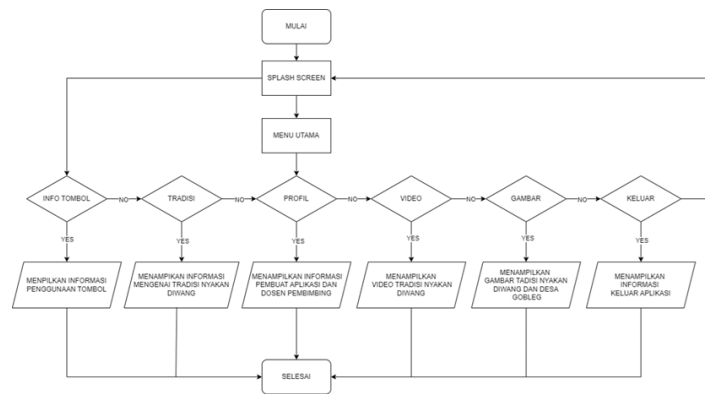 MULAI
SPLASH SCREEN
MENU UTAMA
INFO TOMBOL
NO
TRADISI
NO
PROFIL
NO
VIDEO
NO
GAMBAR
NO
KELUAR
YES
YES
YES
YES
YES
YES
MENPILKAN INFORMASI
PENGGUNAAN TOMBOL
MENAMPIKAN INFORMASI
MENGENAI TRADISI NYAKAN
DIWANG
MENAMPILKAN INFORMASI
PEMBUAT APLIKASI DAN
DOSEN PEMBIMBING
MENAMPILKAN
VIDEO TRADISI NYAKAN
DIWANG
MENAMPILKAN
GAMBAR TADISI NYAKAN
DIWANG DAN DESA
GOBLEG
MENAMPILKAN
INFORMASI
KELUAR APLIKASI
SELESAI